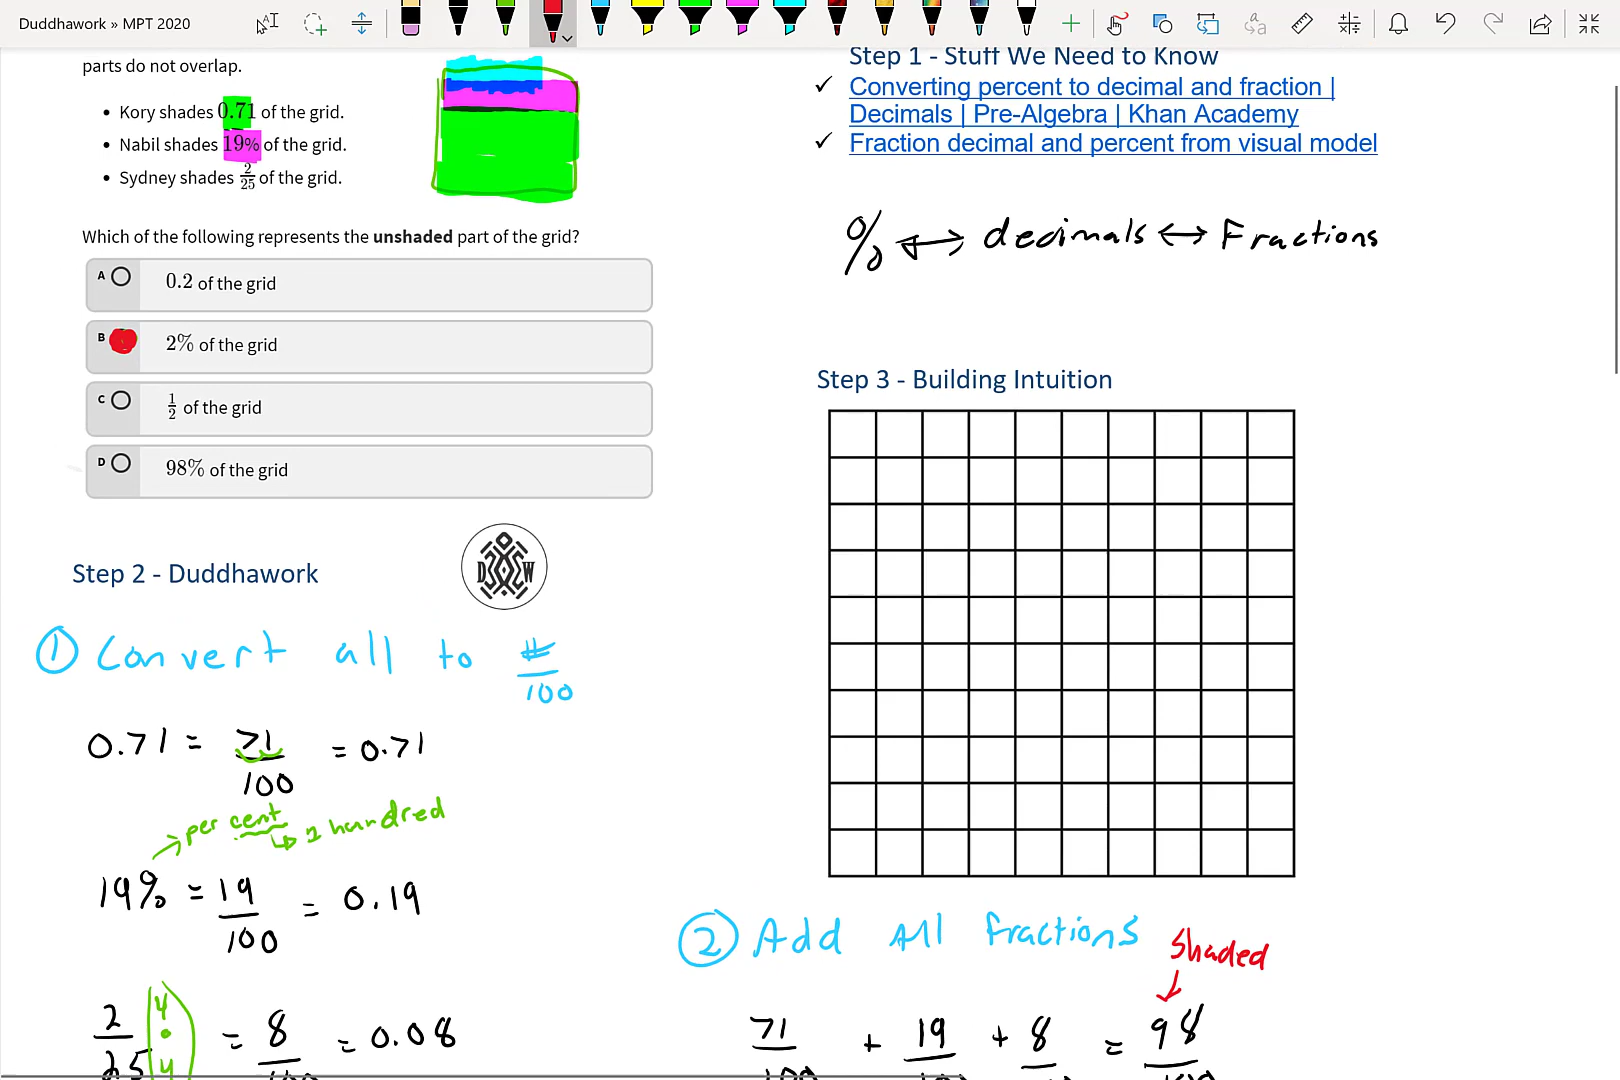 Duddhawork » MPT 2020
parts do not overlap.
• Kory shades 0.71 of the grid.
• Nabil shades 19% of the grid.
• Sydney shades 2/25 of the grid.
Which of the following represents the unshaded part of the grid?
A 0.2 of the grid
B 2% of the grid
C 1/2 of the grid
D 98% of the grid
Step 2 - Duddhawork
D W
① Convert all to #/100
0.71 = 71/100 = 0.71
per cent → 1 hundred
19% = 19/100 = 0.19
2/25 · 4/4 = 8/100 = 0.08
Step 1 - Stuff We Need to Know
✓ Converting percent to decimal and fraction |
Decimals | Pre-Algebra | Khan Academy
✓ Fraction decimal and percent from visual model
% ↔ decimals ↔ Fractions
Step 3 - Building Intuition
② Add All fractions
Shaded
71/100 + 19/100 + 8/100 = 98/100